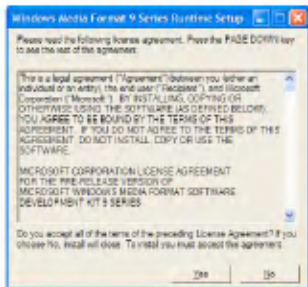 Windows Media Format 9 Series Runtime Setup
Please read the following license agreement. Press the PAGE DOWN key
to see the rest of the agreement.
This is a legal agreement ("Agreement") between you (either an
individual or an entity), the end user ("Recipient"), and Microsoft
Corporation ("Microsoft"). BY INSTALLING, COPYING OR
OTHERWISE USING THE SOFTWARE (AS DEFINED BELOW),
YOU AGREE TO BE BOUND BY THE TERMS OF THIS
AGREEMENT. IF YOU DO NOT AGREE TO THE TERMS OF THIS
AGREEMENT DO NOT INSTALL, COPY OR USE THE
SOFTWARE.
MICROSOFT CORPORATION LICENSE AGREEMENT
FOR THE PRE-RELEASE VERSION OF
MICROSOFT WINDOWS MEDIA FORMAT SOFTWARE
DEVELOPMENT KIT 9 SERIES
Do you accept all of the terms of the preceding License Agreement? If you
choose No, install will close. To install you must accept this agreement.
Yes
No